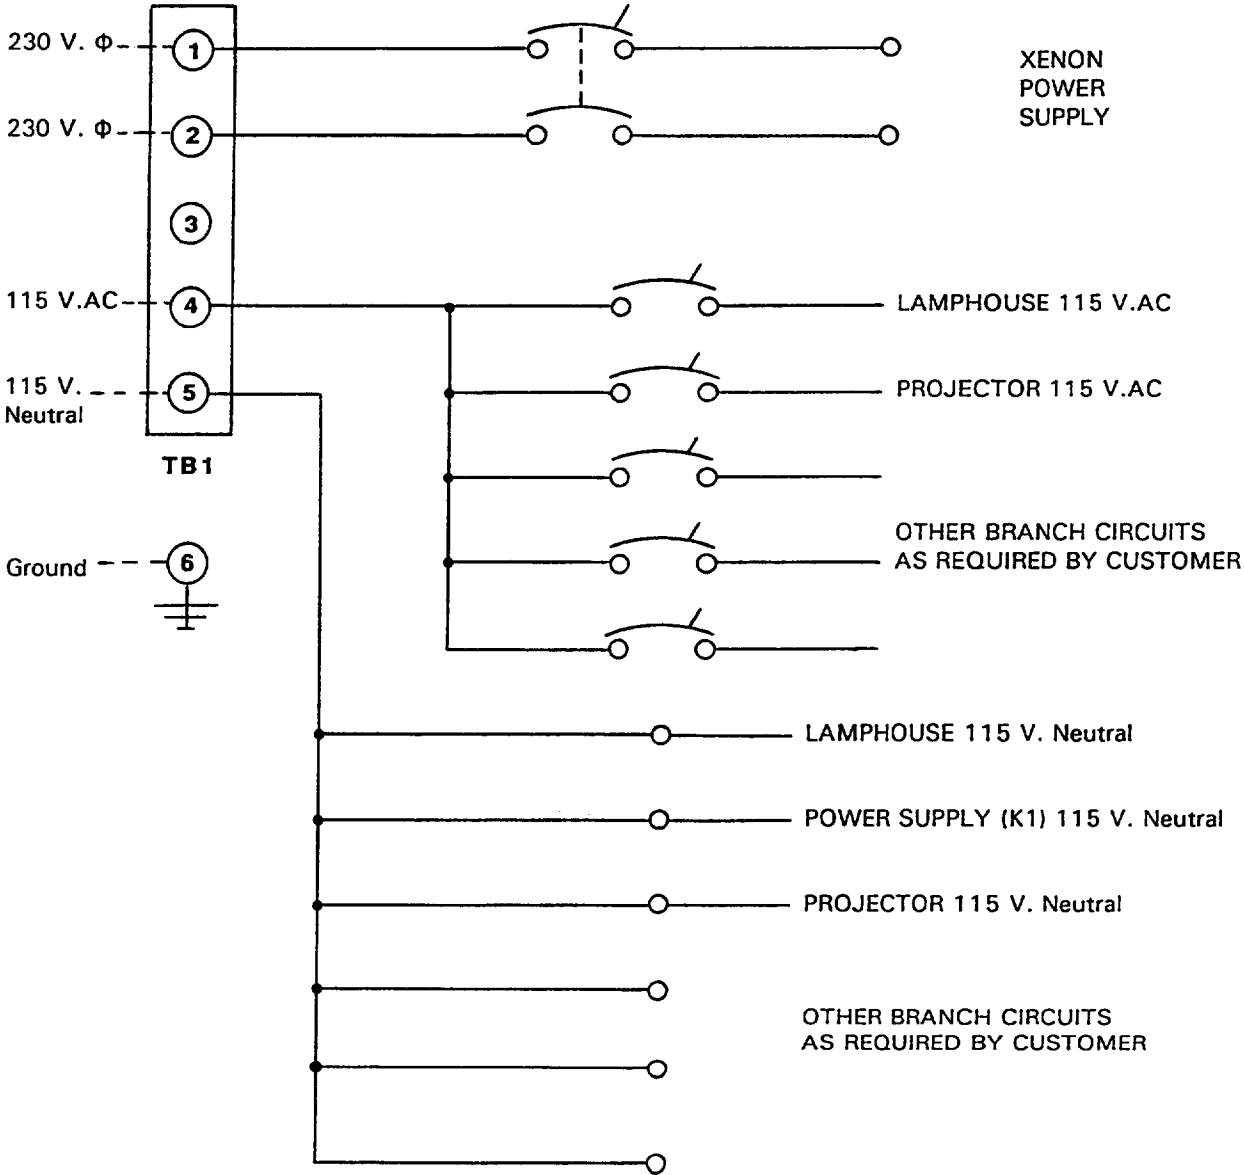 230 V. Φ
1
XENON
POWER
SUPPLY
230 V. Φ
2
3
115 V.AC
4
LAMPHOUSE 115 V.AC
115 V.
Neutral
5
PROJECTOR 115 V.AC
TB1
OTHER BRANCH CIRCUITS
AS REQUIRED BY CUSTOMER
Ground
6
LAMPHOUSE 115 V. Neutral
POWER SUPPLY (K1) 115 V. Neutral
PROJECTOR 115 V. Neutral
OTHER BRANCH CIRCUITS
AS REQUIRED BY CUSTOMER